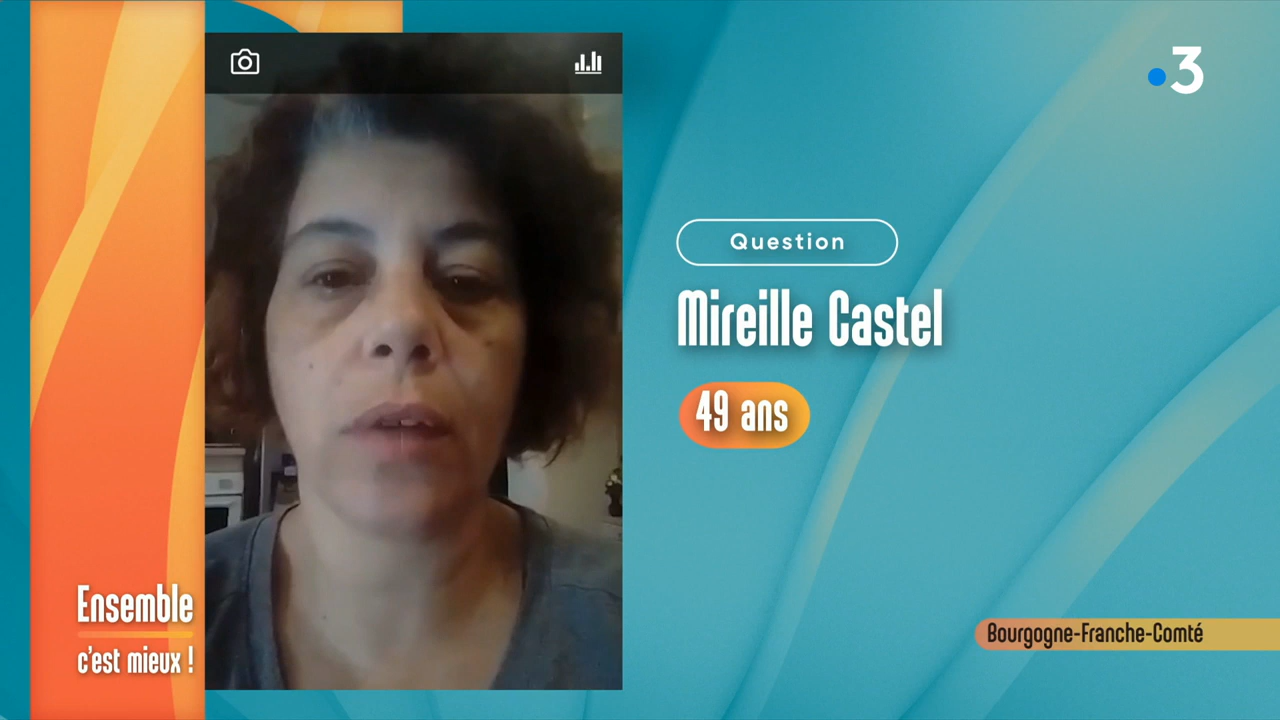 3
Question
Mireille Castel
49 ans
Ensemble
c'est mieux !
Bourgogne-Franche-Comté